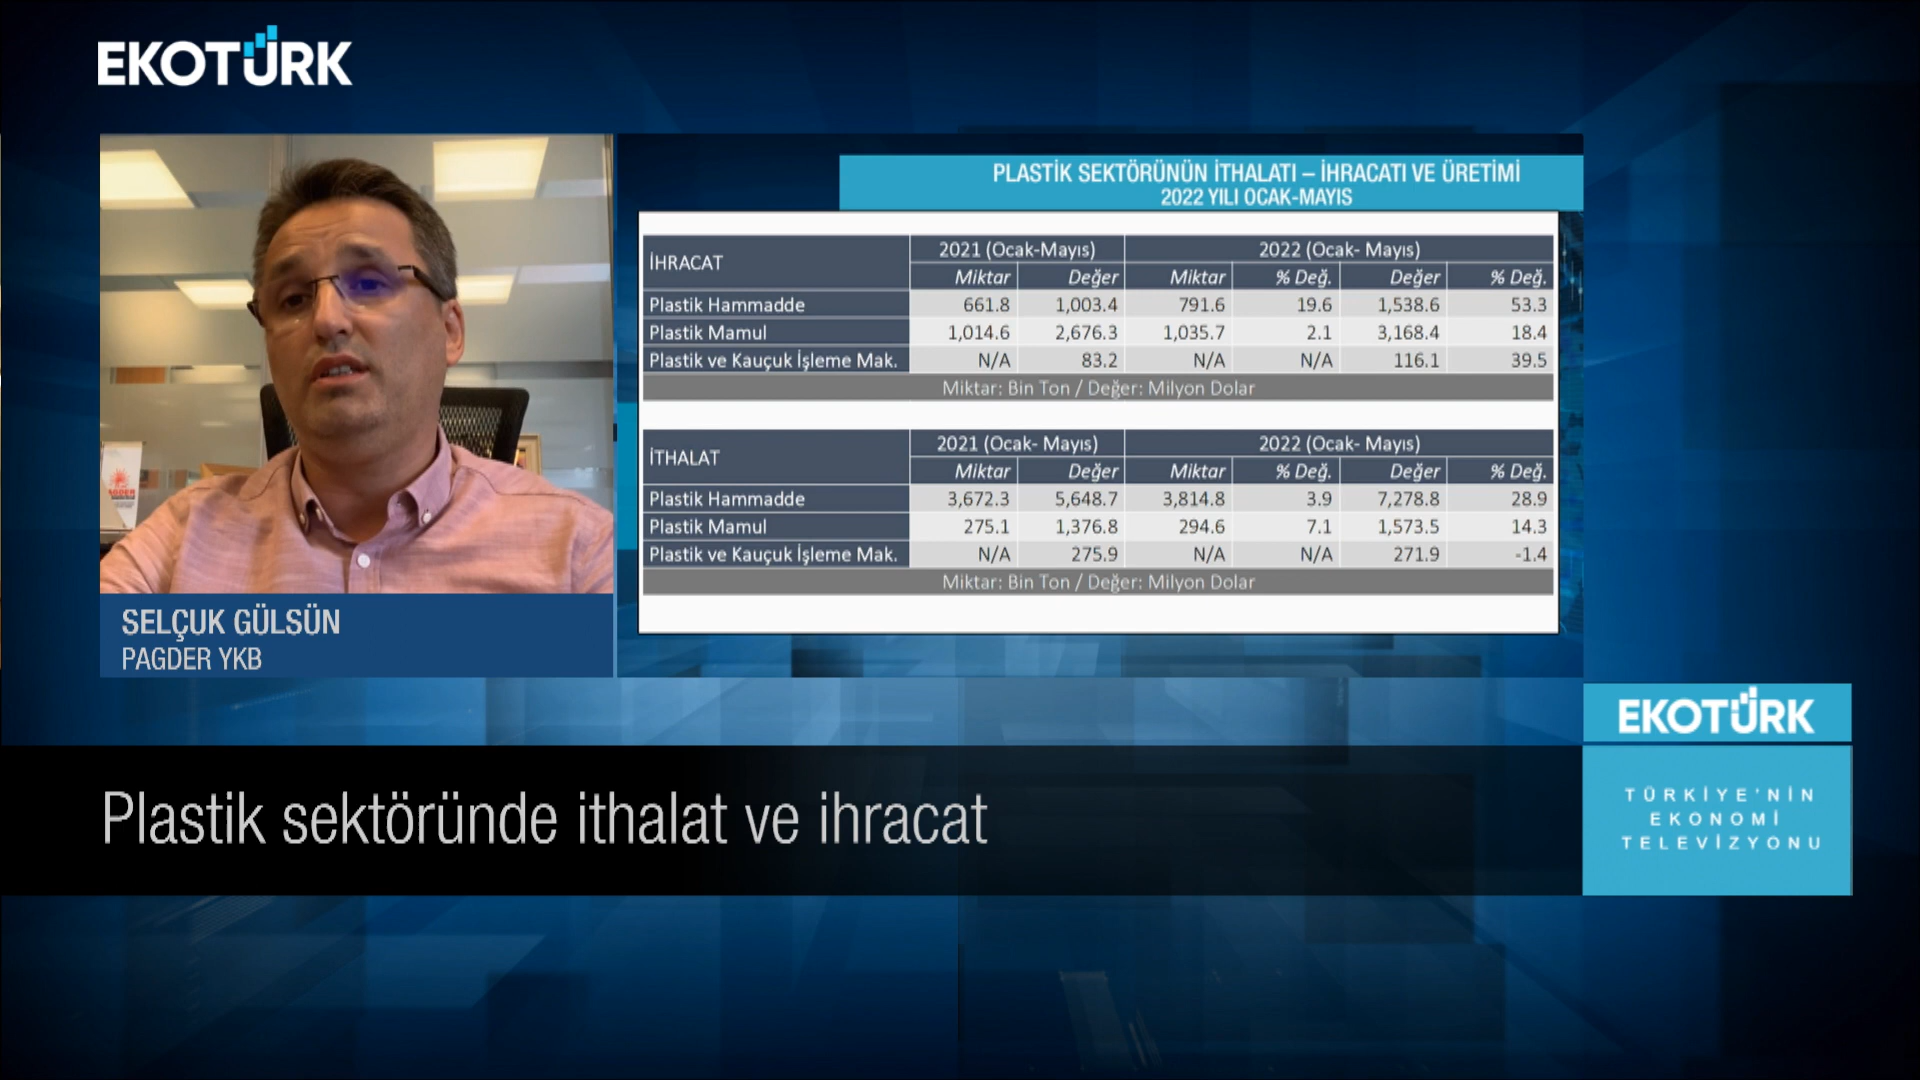 EKOTÜRK
PLASTİK SEKTÖRÜNÜN İTHALATI – İHRACATI VE ÜRETİMİ
2022 YILI OCAK-MAYIS
İHRACAT 2021 (Ocak-Mayıs) 2022 (Ocak- Mayıs)
Miktar Değer Miktar % Değ. Değer % Değ.
Plastik Hammadde 661.8 1,003.4 791.6 19.6 1,538.6 53.3
Plastik Mamul 1,014.6 2,676.3 1,035.7 2.1 3,168.4 18.4
Plastik ve Kauçuk İşleme Mak. N/A 83.2 N/A N/A 116.1 39.5
Miktar: Bin Ton / Değer: Milyon Dolar
İTHALAT 2021 (Ocak- Mayıs) 2022 (Ocak- Mayıs)
Miktar Değer Miktar % Değ. Değer % Değ.
Plastik Hammadde 3,672.3 5,648.7 3,814.8 3.9 7,278.8 28.9
Plastik Mamul 275.1 1,376.8 294.6 7.1 1,573.5 14.3
Plastik ve Kauçuk İşleme Mak. N/A 275.9 N/A N/A 271.9 -1.4
Miktar: Bin Ton / Değer: Milyon Dolar
SELÇUK GÜLSÜN
PAGDER YKB
Plastik sektöründe ithalat ve ihracat
EKOTÜRK
TÜRKİYE'NİN
EKONOMİ
TELEVİZYONU